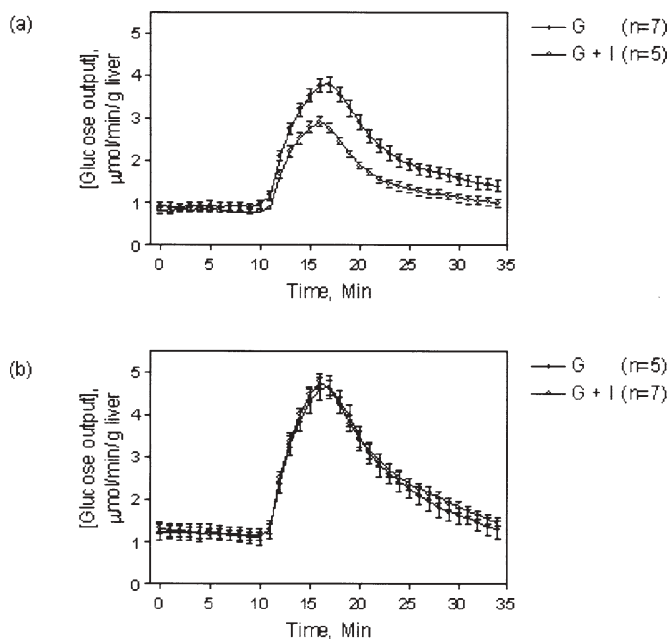 (a)
[Glucose output],
µmol/min/g liver
5
4
3
2
1
0
0 5 10 15 20 25 30 35
Time, Min
G (n=7)
G + I (n=5)
(b)
[Glucose output],
µmol/min/g liver
5
4
3
2
1
0
0 5 10 15 20 25 30 35
Time, Min
G (n=5)
G + I (n=7)